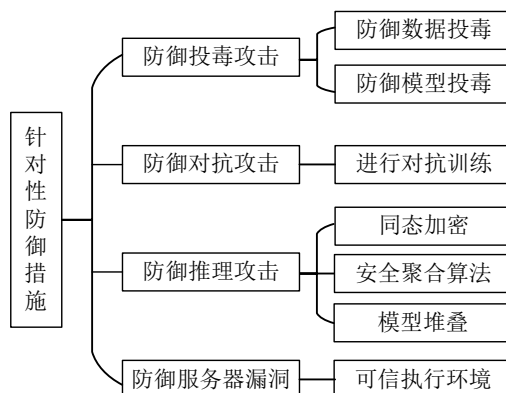 针对性防御措施
防御投毒攻击
防御数据投毒
防御模型投毒
防御对抗攻击
进行对抗训练
防御推理攻击
同态加密
安全聚合算法
模型堆叠
防御服务器漏洞
可信执行环境